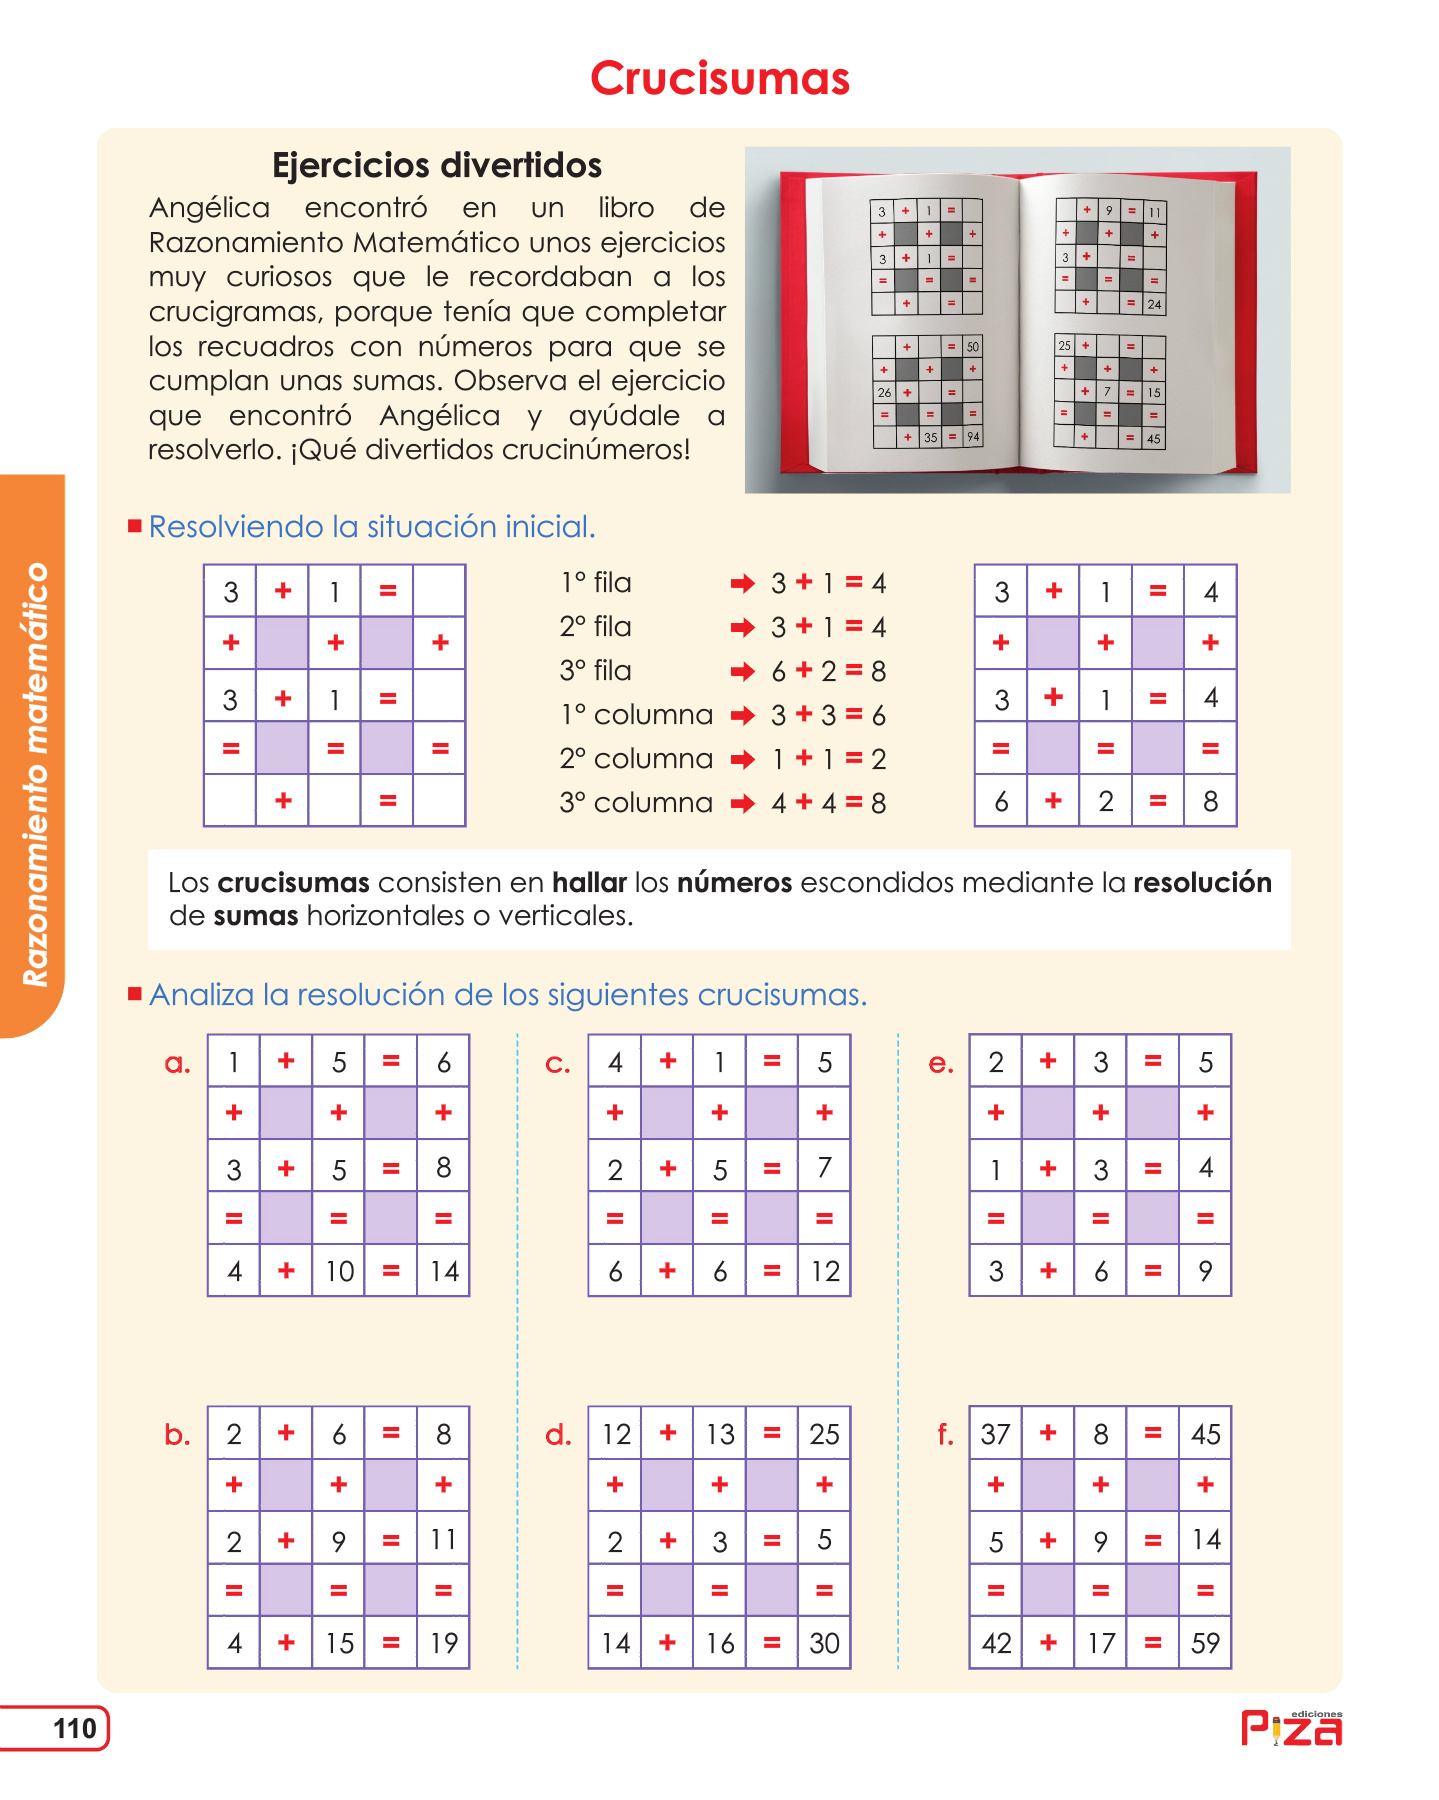 Crucisumas
Ejercicios divertidos
Angélica encontró en un libro de
Razonamiento Matemático unos ejercicios
muy curiosos que le recordaban a los
crucigramas, porque tenía que completar
los recuadros con números para que se
cumplan unas sumas. Observa el ejercicio
que encontró Angélica y ayúdale a
resolverlo. ¡Qué divertidos crucinúmeros!
3 + 1 =
+ + +
3 + 1 =
= = =
+ =
+ 9 = 11
+ + +
3 + =
= = =
+ = 24
+ = 50
+ + +
26 + =
= = =
+ 35 = 94
25 + =
+ + +
+ 7 = 15
= = =
+ = 45
Razonamiento matemático
Resolviendo la situación inicial.
3 + 1 =
+ + +
3 + 1 =
= = =
+ =
1º fila 3 + 1 = 4
2º fila 3 + 1 = 4
3º fila 6 + 2 = 8
1º columna 3 + 3 = 6
2º columna 1 + 1 = 2
3º columna 4 + 4 = 8
3 + 1 = 4
+ + +
3 + 1 = 4
= = =
6 + 2 = 8
Los crucisumas consisten en hallar los números escondidos mediante la resolución
de sumas horizontales o verticales.
Analiza la resolución de los siguientes crucisumas.
a. 1 + 5 = 6
+ + +
3 + 5 = 8
= = =
4 + 10 = 14
c. 4 + 1 = 5
+ + +
2 + 5 = 7
= = =
6 + 6 = 12
e. 2 + 3 = 5
+ + +
1 + 3 = 4
= = =
3 + 6 = 9
b. 2 + 6 = 8
+ + +
2 + 9 = 11
= = =
4 + 15 = 19
d. 12 + 13 = 25
+ + +
2 + 3 = 5
= = =
14 + 16 = 30
f. 37 + 8 = 45
+ + +
5 + 9 = 14
= = =
42 + 17 = 59
110
ediciones
Piza